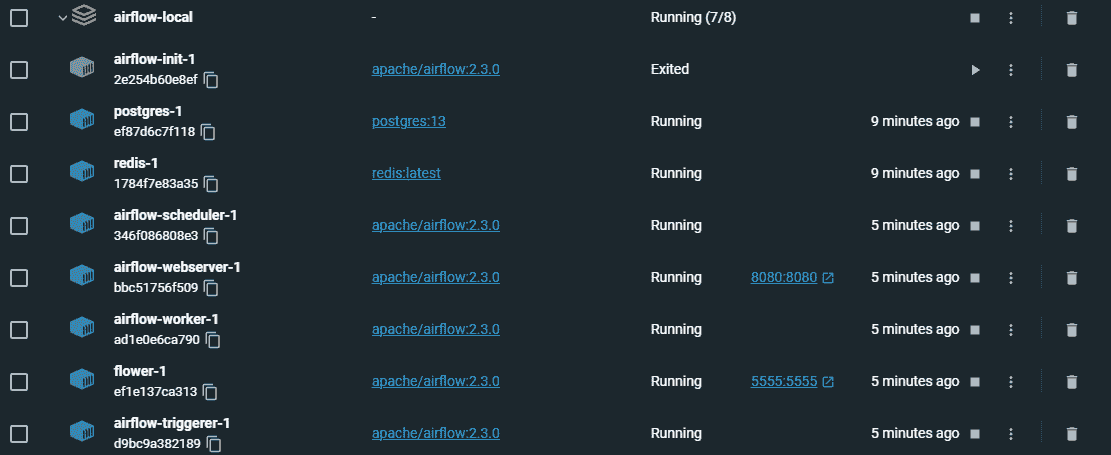 airflow-local - Running (7/8)
airflow-init-1
2e254b60e8ef apache/airflow:2.3.0 Exited
postgres-1
ef87d6c7f118 postgres:13 Running 9 minutes ago
redis-1
1784f7e83a35 redis:latest Running 9 minutes ago
airflow-scheduler-1
346f086808e3 apache/airflow:2.3.0 Running 5 minutes ago
airflow-webserver-1
bbc51756f509 apache/airflow:2.3.0 Running 8080:8080 5 minutes ago
airflow-worker-1
ad1e0e6ca790 apache/airflow:2.3.0 Running 5 minutes ago
flower-1
ef1e137ca313 apache/airflow:2.3.0 Running 5555:5555 5 minutes ago
airflow-triggerer-1
d9bc9a382189 apache/airflow:2.3.0 Running 5 minutes ago